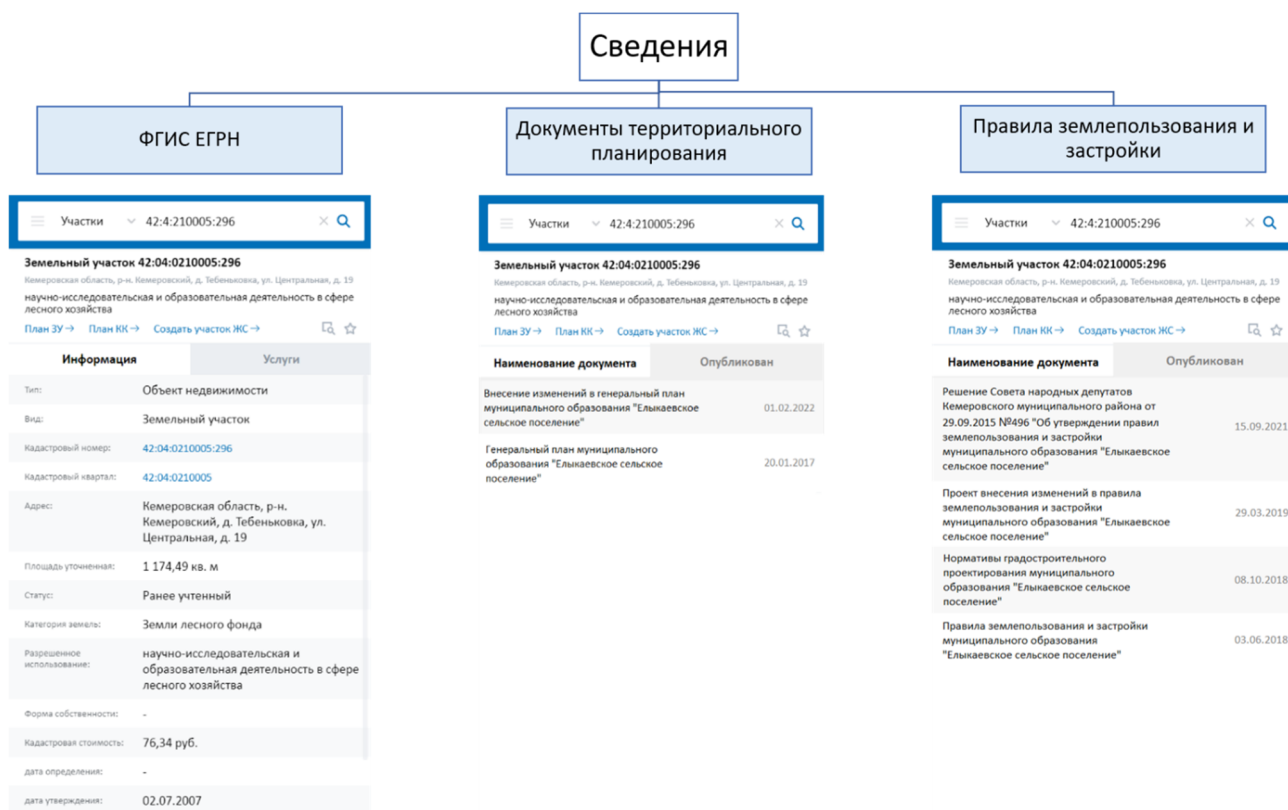 Сведения
ФГИС ЕГРН
Участки
42:4:210005:296
Земельный участок 42:04:0210005:296
Кемеровская область, р-н. Кемеровский, д. Тебеньковка, ул. Центральная, д. 19
научно-исследовательская и образовательная деятельность в сфере
лесного хозяйства
План ЗУ→ План КК→ Создать участок ЖС→
Информация
Услуги
Тип:
Объект недвижимости
Вид:
Земельный участок
Кадастровый номер:
42:04:0210005:296
Кадастровый квартал:
42:04:0210005
Адрес:
Кемеровская область, р-н.
Кемеровский, д. Тебеньковка, ул.
Центральная, д. 19
Площадь уточненная:
1 174,49 кв. м
Статус:
Ранее учтенный
Категория земель:
Земли лесного фонда
Разрешенное
использование:
научно-исследовательская и
образовательная деятельность в сфере
лесного хозяйства
Форма собственности:
-
Кадастровая стоимость:
76,34 руб.
дата определения:
-
дата утверждения:
02.07.2007
Документы территориального
планирования
Участки
42:4:210005:296
Земельный участок 42:04:0210005:296
Кемеровская область, р-н. Кемеровский, д. Тебеньковка, ул. Центральная, д. 19
научно-исследовательская и образовательная деятельность в сфере
лесного хозяйства
План ЗУ→ План КК→ Создать участок ЖС→
Наименование документа
Опубликован
Внесение изменений в генеральный план
муниципального образования "Елыкаевское
сельское поселение"
01.02.2022
Генеральный план муниципального
образования "Елыкаевское сельское
поселение"
20.01.2017
Правила землепользования и
застройки
Участки
42:4:210005:296
Земельный участок 42:04:0210005:296
Кемеровская область, р-н. Кемеровский, д. Тебеньковка, ул. Центральная, д. 19
научно-исследовательская и образовательная деятельность в сфере
лесного хозяйства
План ЗУ→ План КК→ Создать участок ЖС→
Наименование документа
Опубликован
Решение Совета народных депутатов
Кемеровского муниципального района от
29.09.2015 №496 "Об утверждении правил
землепользования и застройки
муниципального образования "Елыкаевское
сельское поселение"
15.09.2021
Проект внесения изменений в правила
землепользования и застройки
муниципального образования "Елыкаевское
сельское поселение"
29.03.2019
Нормативы градостроительного
проектирования муниципального
образования "Елыкаевское сельское
поселение"
08.10.2018
Правила землепользования и застройки
муниципального образования
"Елыкаевское сельское поселение"
03.06.2018